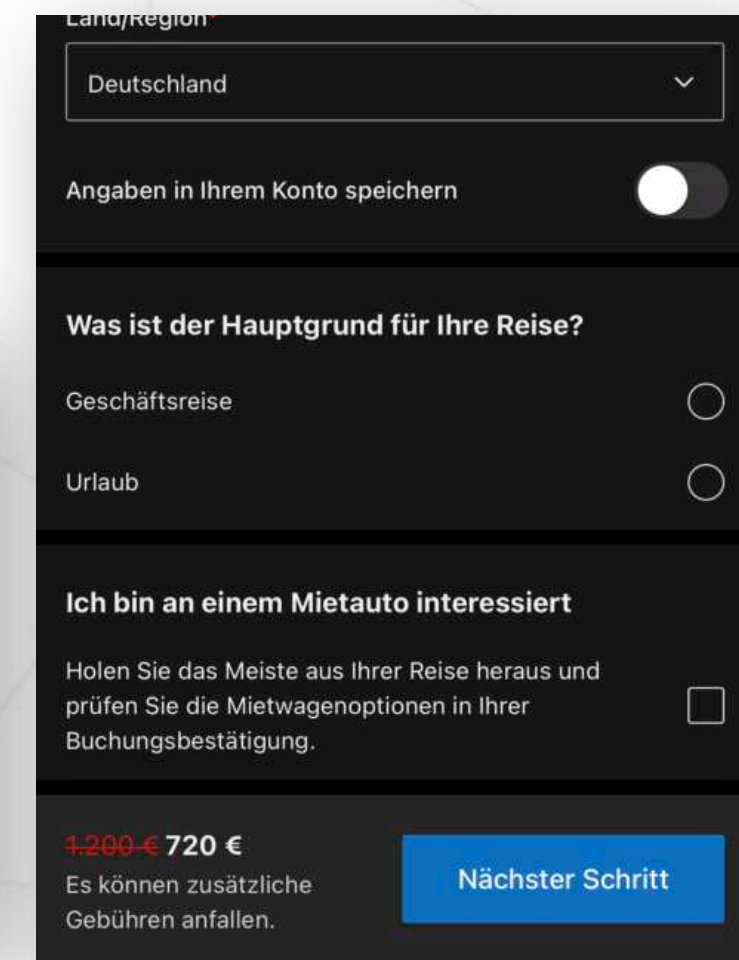 Land/Region*
Deutschland
Angaben in Ihrem Konto speichern
Was ist der Hauptgrund für Ihre Reise?
Geschäftsreise
Urlaub
Ich bin an einem Mietauto interessiert
Holen Sie das Meiste aus Ihrer Reise heraus und
prüfen Sie die Mietwagenoptionen in Ihrer
Buchungsbestätigung.
1.200 € 720 €
Es können zusätzliche
Gebühren anfallen.
Nächster Schritt